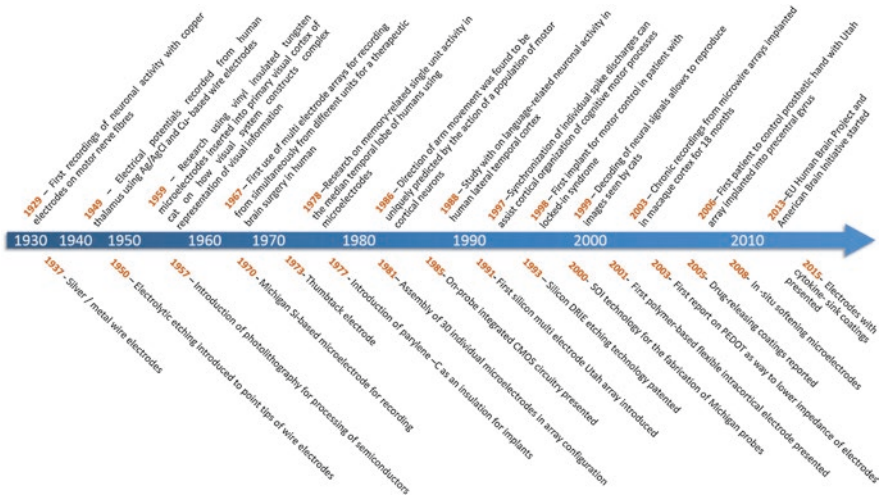 1929 – First recordings of neuronal activity with copper
electrodes on motor nerve fibres
1949 – Electrical potentials recorded from human
thalamus using Ag/AgCl and Cu- based wire electrodes
1959 – Research using vinyl insulated tungsten
microelectrodes inserted into primary visual cortex of
cat on how visual system constructs complex
representation of visual information
1967 – First use of multi electrode arrays for recording
from simultaneously from different units for a therapeutic
brain surgery in human
1978 –Research on memory-related single unit activity in
the median temporal lobe of humans using
microelectrodes
1986 – Direction of arm movement was found to be
uniquely predicted by the action of a population of motor
cortical neurons
1988 – Study with on language-related neuronal activity in
human lateral temporal cortex
1997 –Synchronization of individual spike discharges can
assist cortical organization of cognitive motor processes
1998 – First implant for motor control in patient with
locked-in syndrome
1999 – Decoding of neural signals allows to reproduce
images seen by cats
2003 – Chronic recordings from microwire arrays implanted
in macaque cortex for 18 months
2006– First patient to control prosthetic hand with Utah
array implanted into precentral gyrus
2013–EU Human Brain Project and
American Brain Initiative started
1930 1940 1950 1960 1970 1980 1990 2000 2010
1937 - Silver / metal wire electrodes
1950 – Electrolytic etching introduced to point tips of wire electrodes
1957 – Introduction of photolithography for processing of semiconductors
1970 - Michigan Si-based microelectrode for recording
1973– Thumbtack electrode
1977 - Introduction of parylene –C as an insulation for implants
1981– Assembly of 30 individual microelectrodes in array configuration
1985– On-probe integrated CMOS circuitry presented
1991– First silicon multi electrode Utah array introduced
1993 – Silicon DRIE etching technology patented
2000– SOI technology for the fabrication of Michigan probes
2001– First polymer-based flexible intracortical electrode presented
2003 – First report on PEDOT as way to lower impedance of electrodes
2005– Drug-releasing coatings reported
2008– In -situ softening microelectrodes
2015– Electrodes with
cytokine- sink coatings
presented